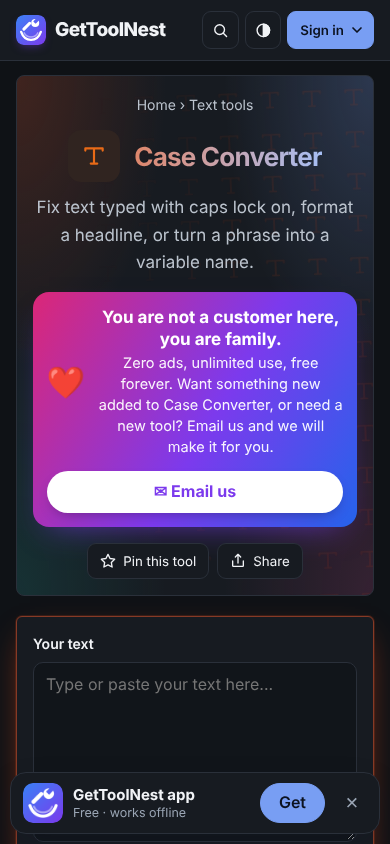 GetToolNest
Sign in
Home › Text tools
Case Converter
Fix text typed with caps lock on, format
a headline, or turn a phrase into a
variable name.
You are not a customer here,
you are family.
Zero ads, unlimited use, free
forever. Want something new
added to Case Converter, or need a
new tool? Email us and we will
make it for you.
✉ Email us
Pin this tool
Share
Your text
Type or paste your text here...
GetToolNest app
Free · works offline
Get
✕